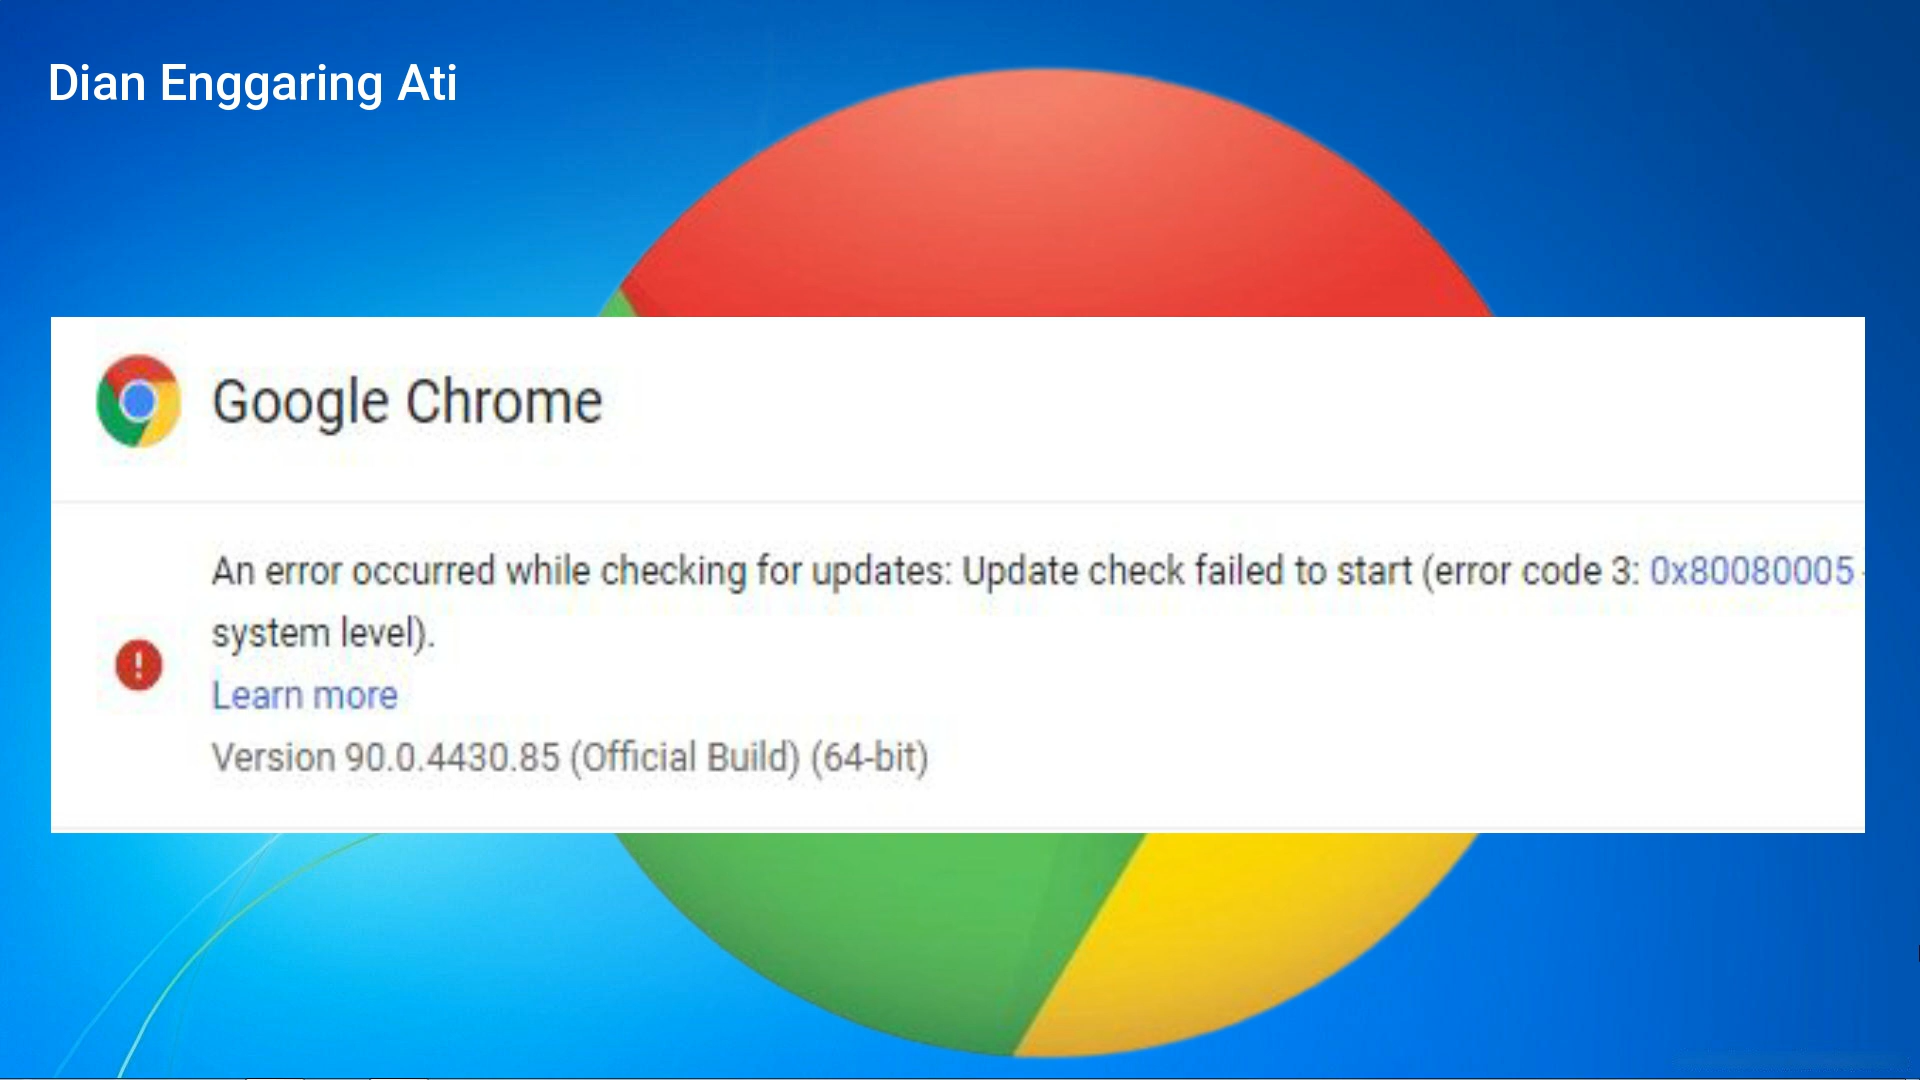 Dian Enggaring Ati
Google Chrome
An error occurred while checking for updates: Update check failed to start (error code 3: 0x80080005 -
system level).
Learn more
Version 90.0.4430.85 (Official Build) (64-bit)